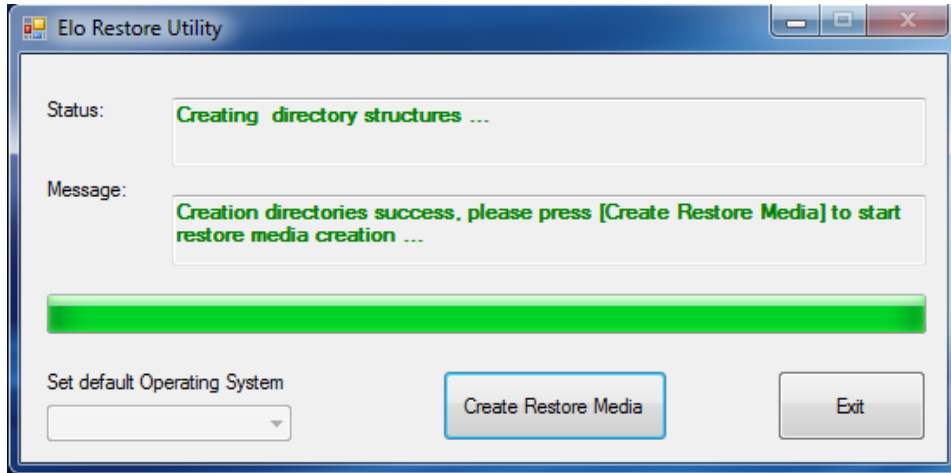 Elo Restore Utility
Status:
Creating  directory structures ...
Message:
Creation directories success, please press [Create Restore Media] to start
restore media creation ...
Set default Operating System
Create Restore Media
Exit